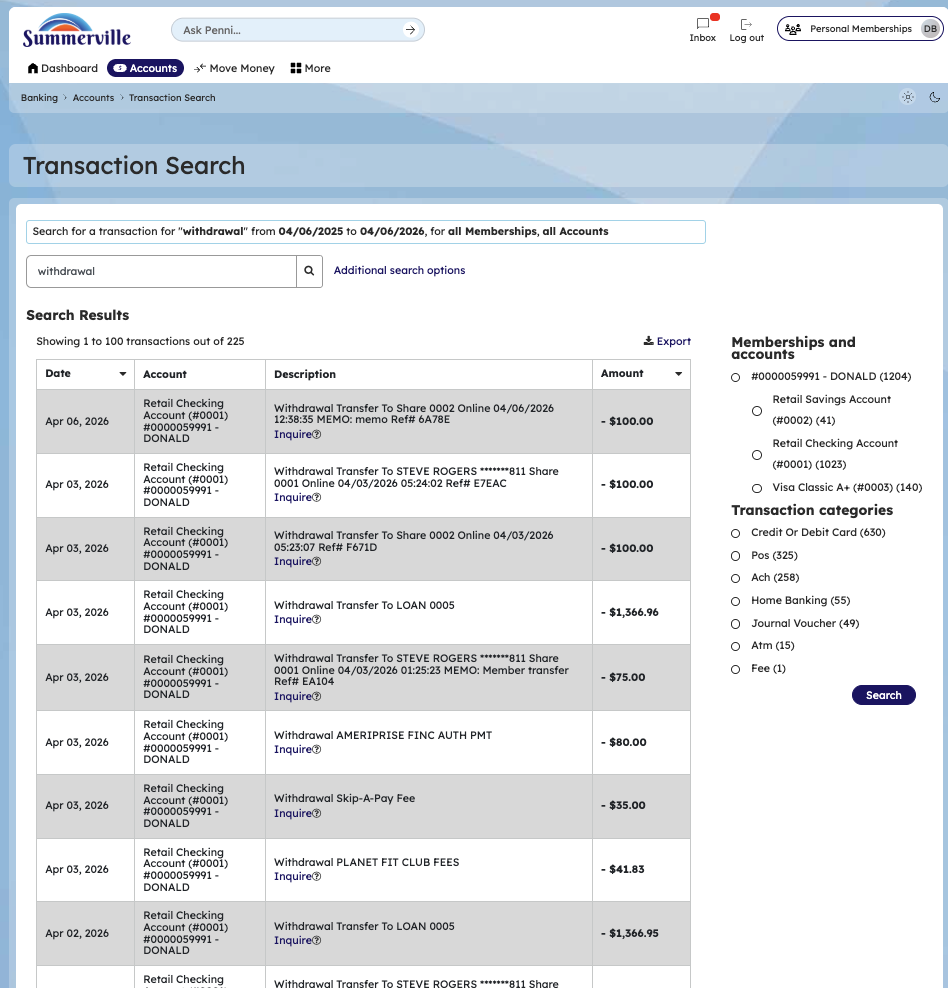 Summerville
Ask Penni...
Inbox
Log out
Personal Memberships
DB
Dashboard
Accounts
Move Money
More
Banking
Accounts
Transaction Search
Transaction Search
Search for a transaction for "withdrawal" from 04/06/2025 to 04/06/2026, for all Memberships, all Accounts
withdrawal
Additional search options
Search Results
Showing 1 to 100 transactions out of 225
Export
Date
Account
Description
Amount
Apr 06, 2026
Retail Checking
Account (#0001)
#0000059991 -
DONALD
Withdrawal Transfer To Share 0002 Online 04/06/2026
12:38:35 MEMO: memo Ref# 6A78E
Inquire?
- $100.00
Apr 03, 2026
Retail Checking
Account (#0001)
#0000059991 -
DONALD
Withdrawal Transfer To STEVE ROGERS *******811 Share
0001 Online 04/03/2026 05:24:02 Ref# E7EAC
Inquire?
- $100.00
Apr 03, 2026
Retail Checking
Account (#0001)
#0000059991 -
DONALD
Withdrawal Transfer To Share 0002 Online 04/03/2026
05:23:07 Ref# F671D
Inquire?
- $100.00
Apr 03, 2026
Retail Checking
Account (#0001)
#0000059991 -
DONALD
Withdrawal Transfer To LOAN 0005
Inquire?
- $1,366.96
Apr 03, 2026
Retail Checking
Account (#0001)
#0000059991 -
DONALD
Withdrawal Transfer To STEVE ROGERS *******811 Share
0001 Online 04/03/2026 01:25:23 MEMO: Member transfer
Ref# EA104
Inquire?
- $75.00
Apr 03, 2026
Retail Checking
Account (#0001)
#0000059991 -
DONALD
Withdrawal AMERIPRISE FINC AUTH PMT
Inquire?
- $80.00
Apr 03, 2026
Retail Checking
Account (#0001)
#0000059991 -
DONALD
Withdrawal Skip-A-Pay Fee
Inquire?
- $35.00
Apr 03, 2026
Retail Checking
Account (#0001)
#0000059991 -
DONALD
Withdrawal PLANET FIT CLUB FEES
Inquire?
- $41.83
Apr 02, 2026
Retail Checking
Account (#0001)
#0000059991 -
DONALD
Withdrawal Transfer To LOAN 0005
Inquire?
- $1,366.95
Retail Checking
Withdrawal Transfer To STEVE ROGERS *******811 Share
Memberships and
accounts
#0000059991 - DONALD (1204)
Retail Savings Account
(#0002) (41)
Retail Checking Account
(#0001) (1023)
Visa Classic A+ (#0003) (140)
Transaction categories
Credit Or Debit Card (630)
Pos (325)
Ach (258)
Home Banking (55)
Journal Voucher (49)
Atm (15)
Fee (1)
Search